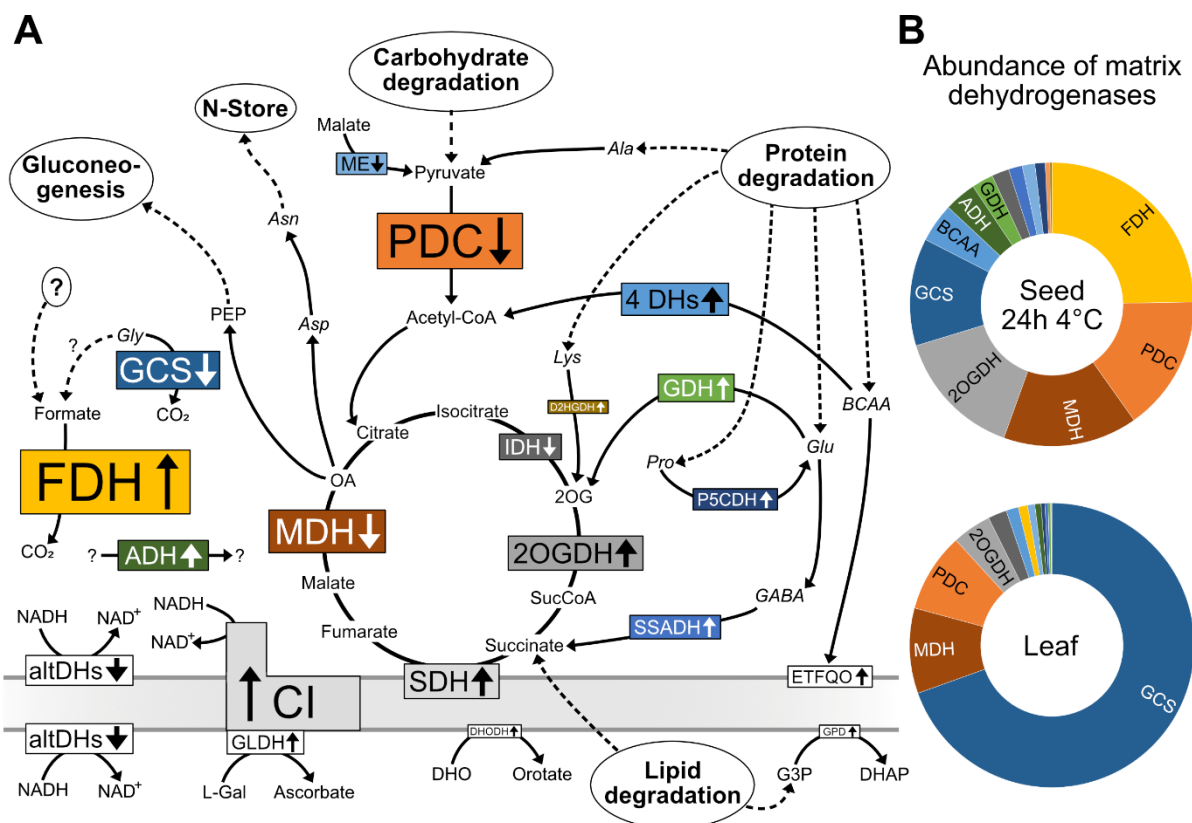 A
B
Carbohydrate
degradation
Abundance of matrix
dehydrogenases
N-Store
Malate
ME↓
Pyruvate
Ala
Protein
degradation
Gluconeo-
genesis
Asn
PDC↓
?
PEP
Asp
Acetyl-CoA
4 DHs↑
Gly
?
GCS↓
CO₂
Formate
Lys
GDH↑
D2HGDH↑
BCAA
Isocitrate
Citrate
IDH↓
Glu
Pro
FDH↑
OA
2OG
P5CDH↑
MDH↓
2OGDH↑
CO₂
?
ADH↑
?
Malate
SucCoA
GABA
NADH
NAD⁺
NADH
NAD⁺
Fumarate
Succinate
SSADH↑
altDHs↓
↑ CI
SDH↑
ETFQO↑
altDHs↓
GLDH↑
DHODH↑
GPD↑
NADH
NAD⁺
L-Gal
Ascorbate
DHO
Orotate
Lipid
degradation
G3P
DHAP
FDH
PDC
MDH
2OGDH
GCS
BCAA
ADH
GDH
Seed
24h 4°C
GCS
MDH
PDC
2OGDH
Leaf